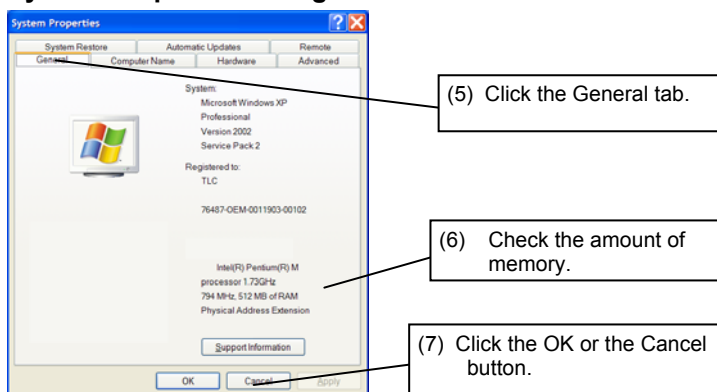 System Properties
System Restore
Automatic Updates
Remote
General
Computer Name
Hardware
Advanced
System:
Microsoft Windows XP
Professional
Version 2002
Service Pack 2
Registered to:
TLC
76487-OEM-0011903-00102
Intel(R) Pentium(R) M
processor 1.73GHz
794 MHz, 512 MB of RAM
Physical Address Extension
Support Information
OK
Cancel
Apply
(5) Click the General tab.
(6) Check the amount of
memory.
(7) Click the OK or the Cancel
button.